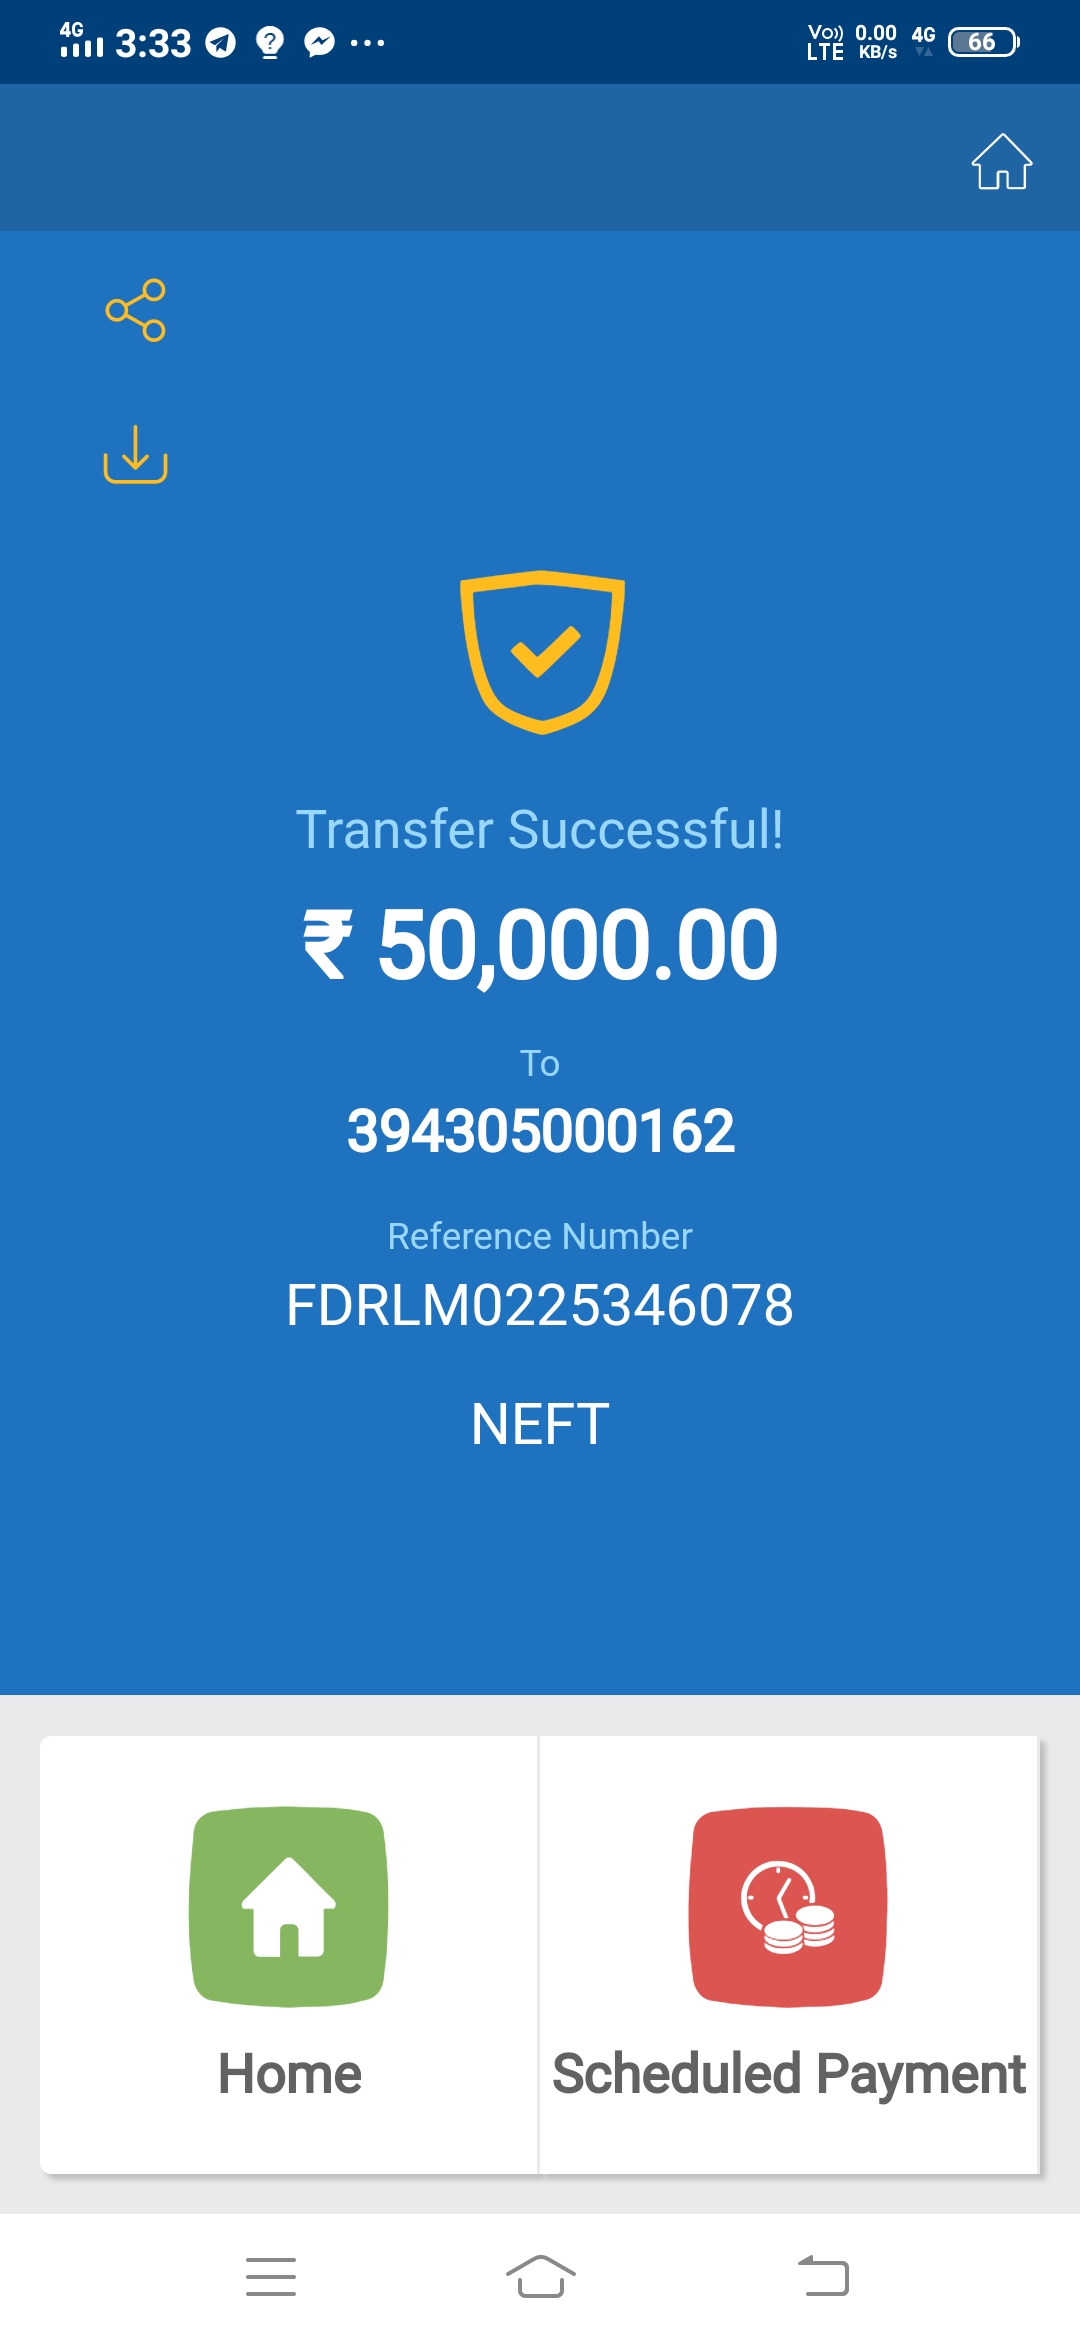 4G 3:33 ? ... Vo)) LTE 0.00 KB/s 4G 66
Transfer Successful!
₹ 50,000.00
To
394305000162
Reference Number
FDRLM0225346078
NEFT
Home
Scheduled Payment